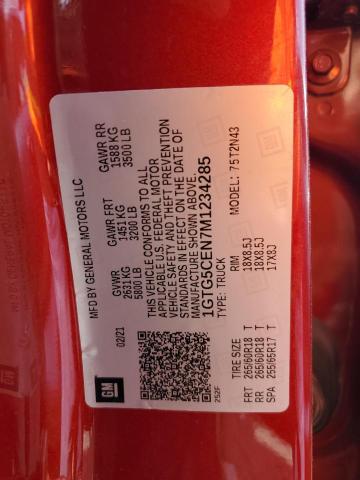 MFD BY GENERAL MOTORS LLC
02/21
GVWR
2631 KG
5800 LB
GAWR FRT
1451 KG
3200 LB
GAWR RR
1588 KG
3500 LB
GM
THIS VEHICLE CONFORMS TO ALL
APPLICABLE U.S. FEDERAL MOTOR
VEHICLE SAFETY AND THEFT PREVENTION
STANDARDS IN EFFECT ON THE DATE OF
MANUFACTURE SHOWN ABOVE.
1GTG5CEN7M1234285
TYPE: TRUCK
MODEL: 75T2N43
252F
TIRE SIZE
RIM
FRT 265/60R18 T 18X8.5J
RR 265/60R18 T 18X8.5J
SPA 255/65R17 T 17X8J